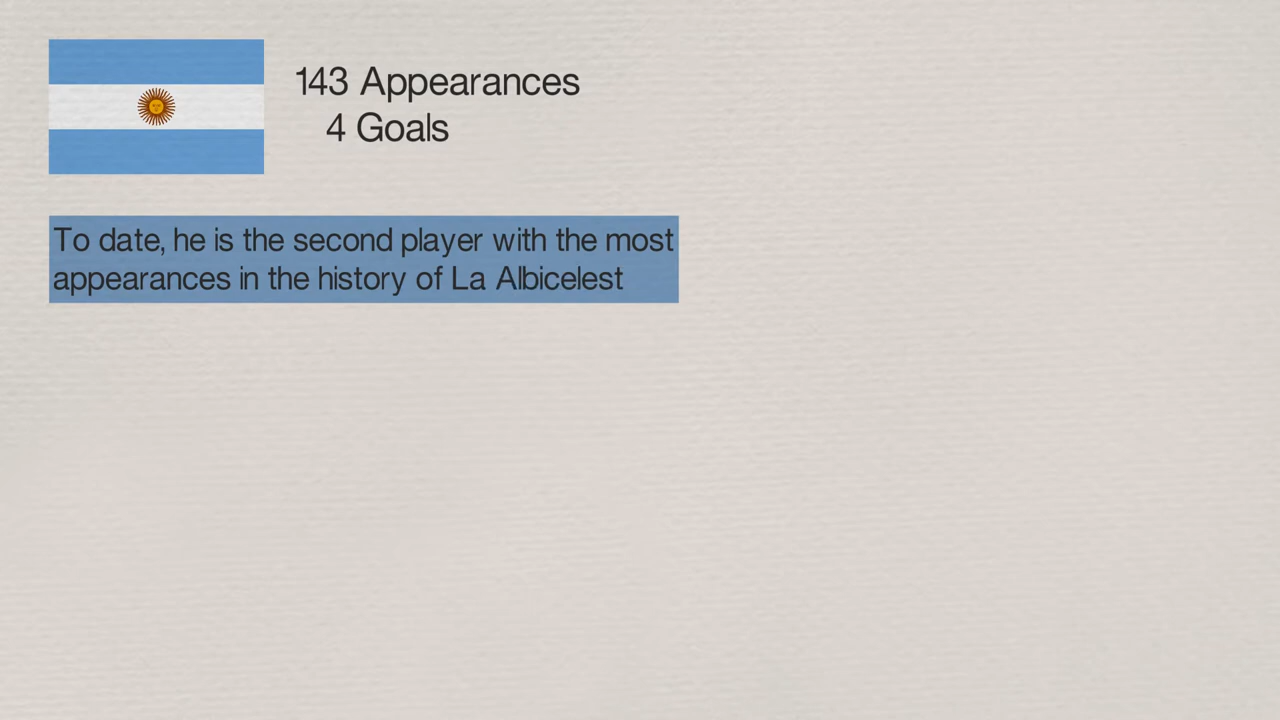 143 Appearances
4 Goals
To date, he is the second player with the most
appearances in the history of La Albicelest